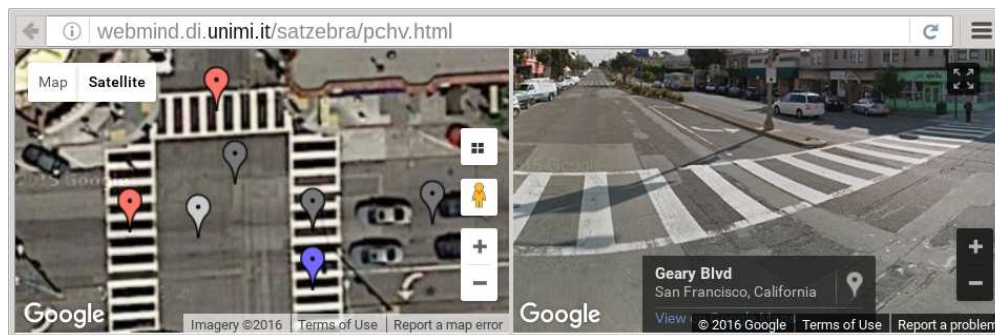 webmind.di.unimi.it/satzebra/pchv.html
Map Satellite
Google
Imagery ©2016 Terms of Use Report a map error
Geary Blvd
San Francisco, California
Google
© 2016 Google Terms of Use Report a problem